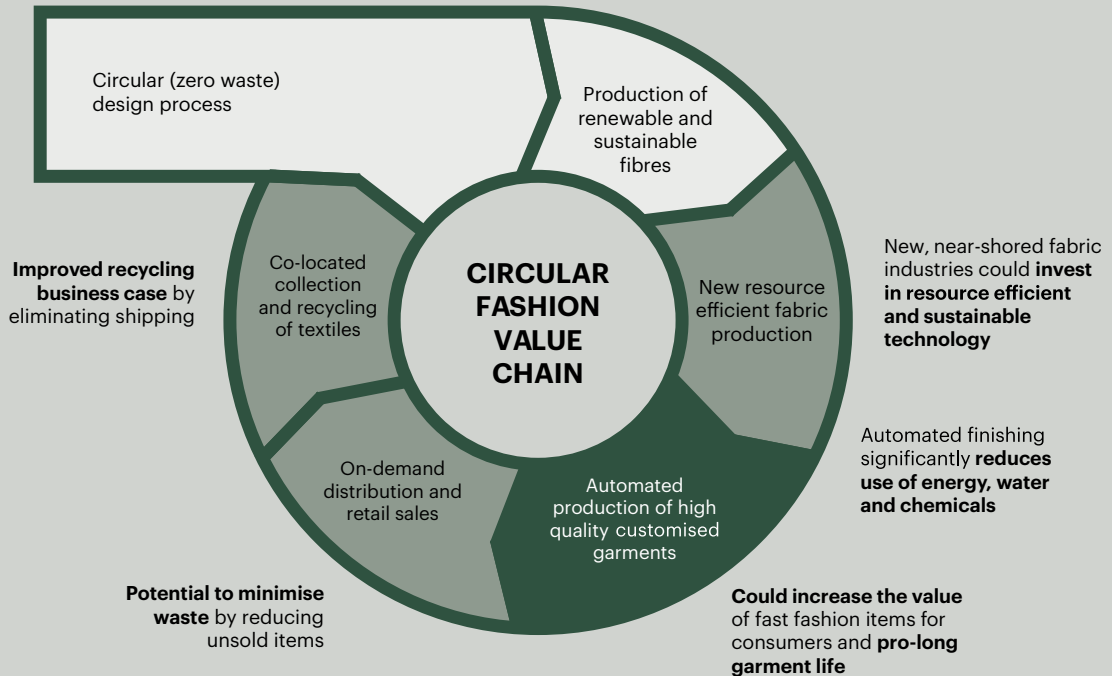 Circular (zero waste)
design process
Production of
renewable and
sustainable
fibres
New resource
efficient fabric
production
New, near-shored fabric
industries could invest
in resource efficient
and sustainable
technology
Automated finishing
significantly reduces
use of energy, water
and chemicals
Automated
production of high
quality customised
garments
Could increase the value
of fast fashion items for
consumers and pro-long
garment life
On-demand
distribution and
retail sales
Potential to minimise
waste by reducing
unsold items
Co-located
collection
and recycling
of textiles
Improved recycling
business case by
eliminating shipping
CIRCULAR
FASHION
VALUE
CHAIN